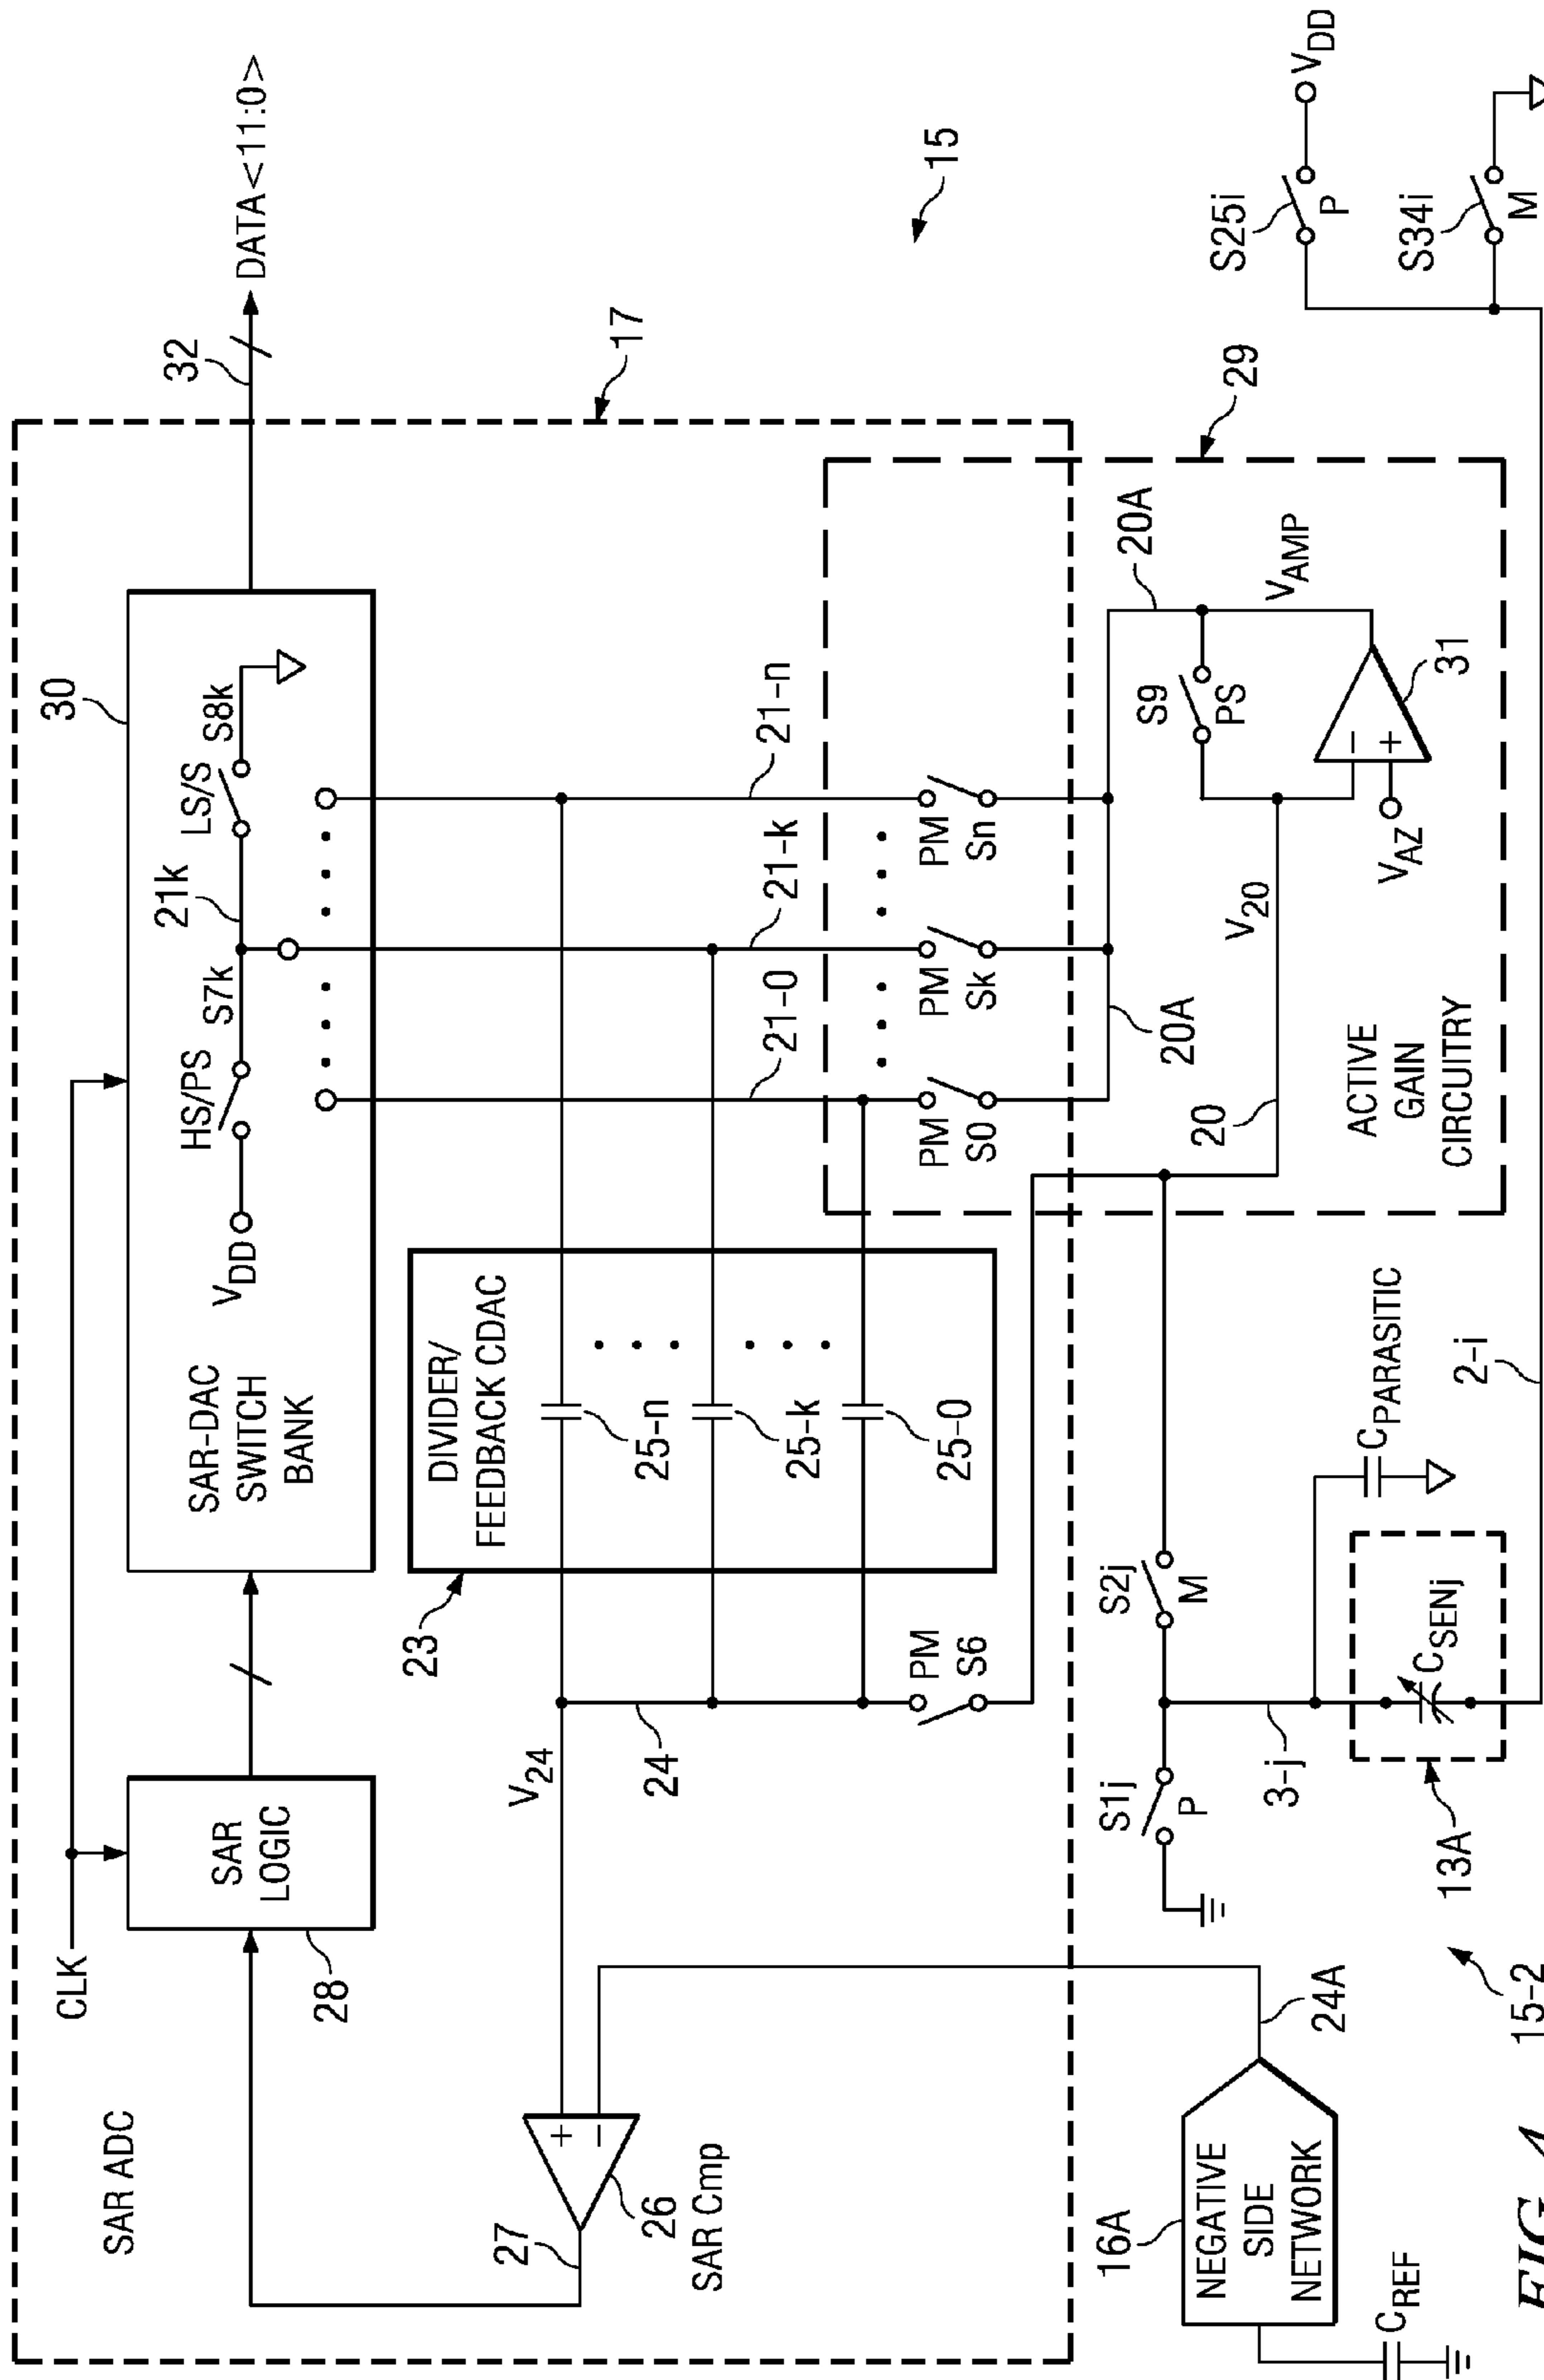 CLK
SAR ADC
SAR
LOGIC
28
30
SAR-DAC
SWITCH
BANK
VDD
HS/PS
S7k
21k
LS/S
S8k
32
DATA<11:0>
17
15
27
26
SAR Cmp
+
−
V24
24
23
DIVIDER/
FEEDBACK CDAC
25-n
25-k
25-0
21-0
21-k
21-n
PM
S6
PM
S0
PM
Sk
PM
Sn
20A
20A
S9
PS
VAMP
31
−
+
VAZ
V20
20
ACTIVE
GAIN
CIRCUITRY
29
16A
NEGATIVE
SIDE
NETWORK
24A
CREF
S1j
P
S2j
M
3-j
CPARASITIC
CSENj
13A
15-2
2-i
S25i
P
VDD
S34i
M
FIG. 4